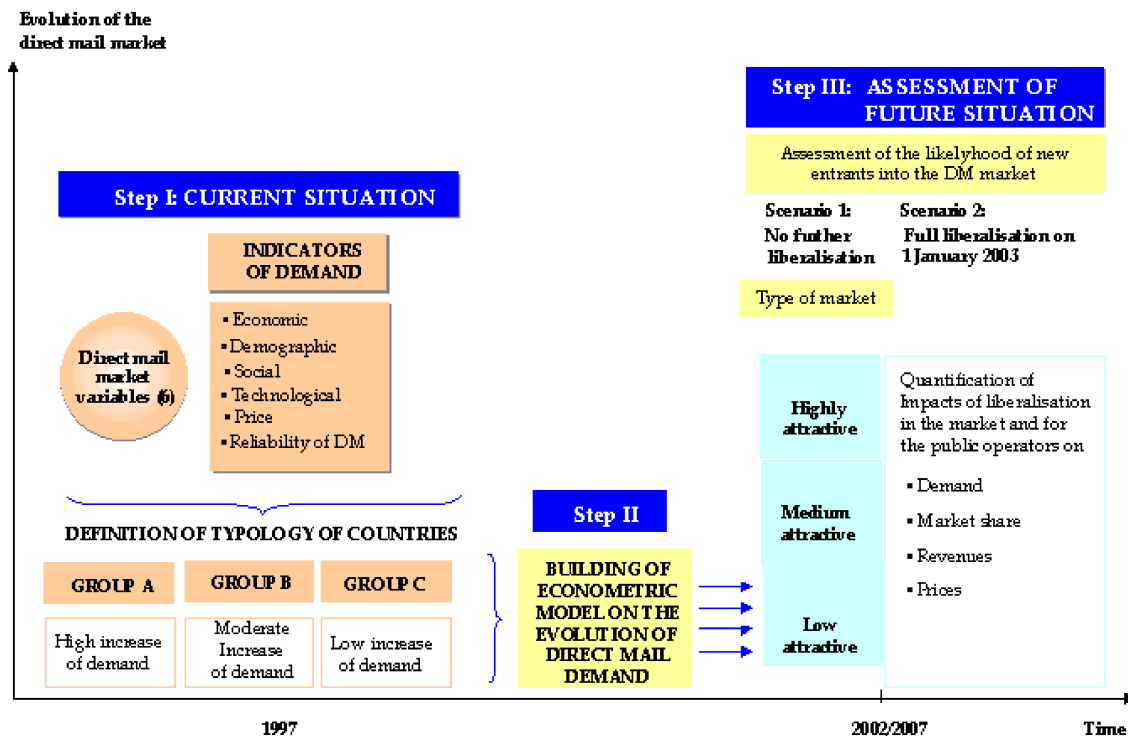 Evolution of the
direct mail market
Step III: ASSESSMENT OF
FUTURE SITUATION
Assessment of the likelyhood of new
entrants into the DM market
Scenario 1:
No further
liberalisation
Scenario 2:
Full liberalisation on
1 January 2003
Type of market
Step I: CURRENT SITUATION
INDICATORS
OF DEMAND
Direct mail
market
variables (6)
▪ Economic
▪ Demographic
▪ Social
▪ Technological
▪ Price
▪ Reliability of DM
DEFINITION OF TYPOLOGY OF COUNTRIES
GROUP A
High increase
of demand
GROUP B
Moderate
Increase
of demand
GROUP C
Low increase
of demand
Step II
BUILDING OF
ECONOMETRIC
MODEL ON THE
EVOLUTION OF
DIRECT MAIL
DEMAND
Highly
attractive
Medium
attractive
Low
attractive
Quantification of
Impacts of liberalisation
in the market and for
the public operators on
▪ Demand
▪ Market share
▪ Revenues
▪ Prices
1997
2002/2007
Time